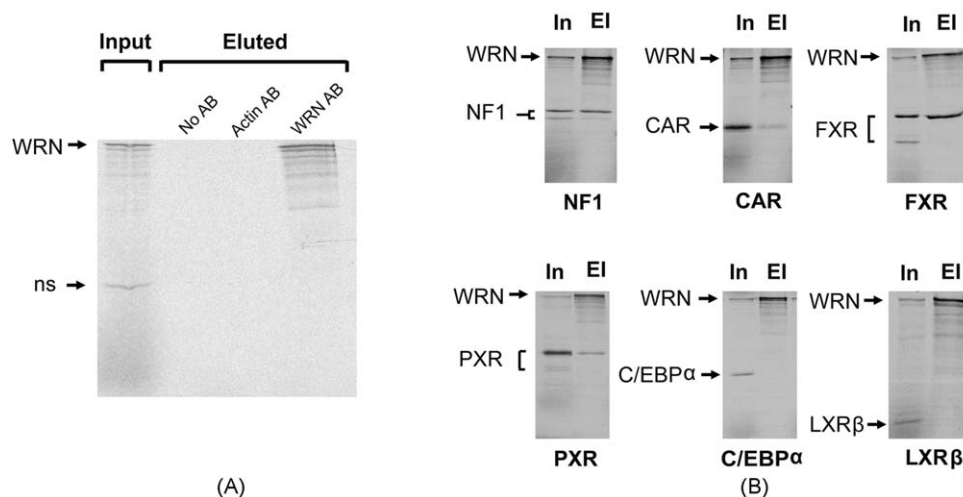 Input Eluted
No AB Actin AB WRN AB
WRN
ns
(A)
In El In El In El
WRN WRN WRN
NF1 CAR FXR
NF1 CAR FXR
In El In El In El
WRN WRN WRN
PXR C/EBPα LXRβ
PXR C/EBPα LXRβ
(B)